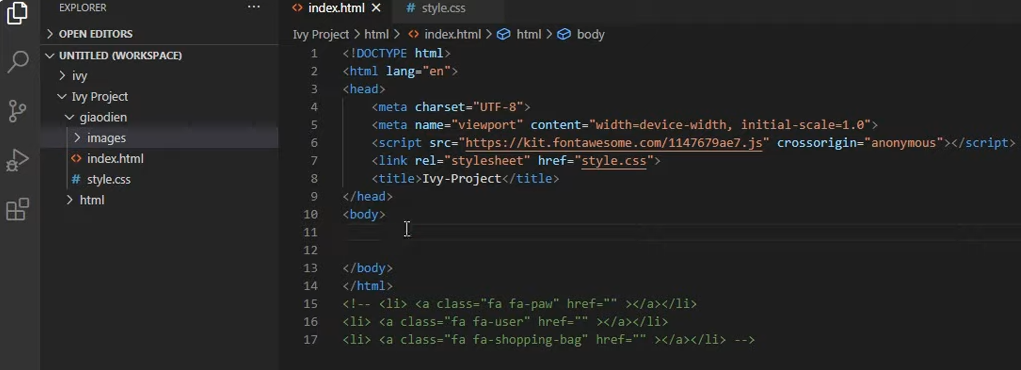 EXPLORER ...
index.html
style.css
OPEN EDITORS
UNTITLED (WORKSPACE)
ivy
Ivy Project
giaodien
images
index.html
style.css
html
Ivy Project > html > index.html > html > body
1 <!DOCTYPE html>
2 <html lang="en">
3 <head>
4 <meta charset="UTF-8">
5 <meta name="viewport" content="width=device-width, initial-scale=1.0">
6 <script src="https://kit.fontawesome.com/1147679ae7.js" crossorigin="anonymous"></script>
7 <link rel="stylesheet" href="style.css">
8 <title>Ivy-Project</title>
9 </head>
10 <body>
11
12
13 </body>
14 </html>
15 <!-- <li> <a class="fa fa-paw" href="" ></a></li>
16 <li> <a class="fa fa-user" href="" ></a></li>
17 <li> <a class="fa fa-shopping-bag" href="" ></a></li> -->